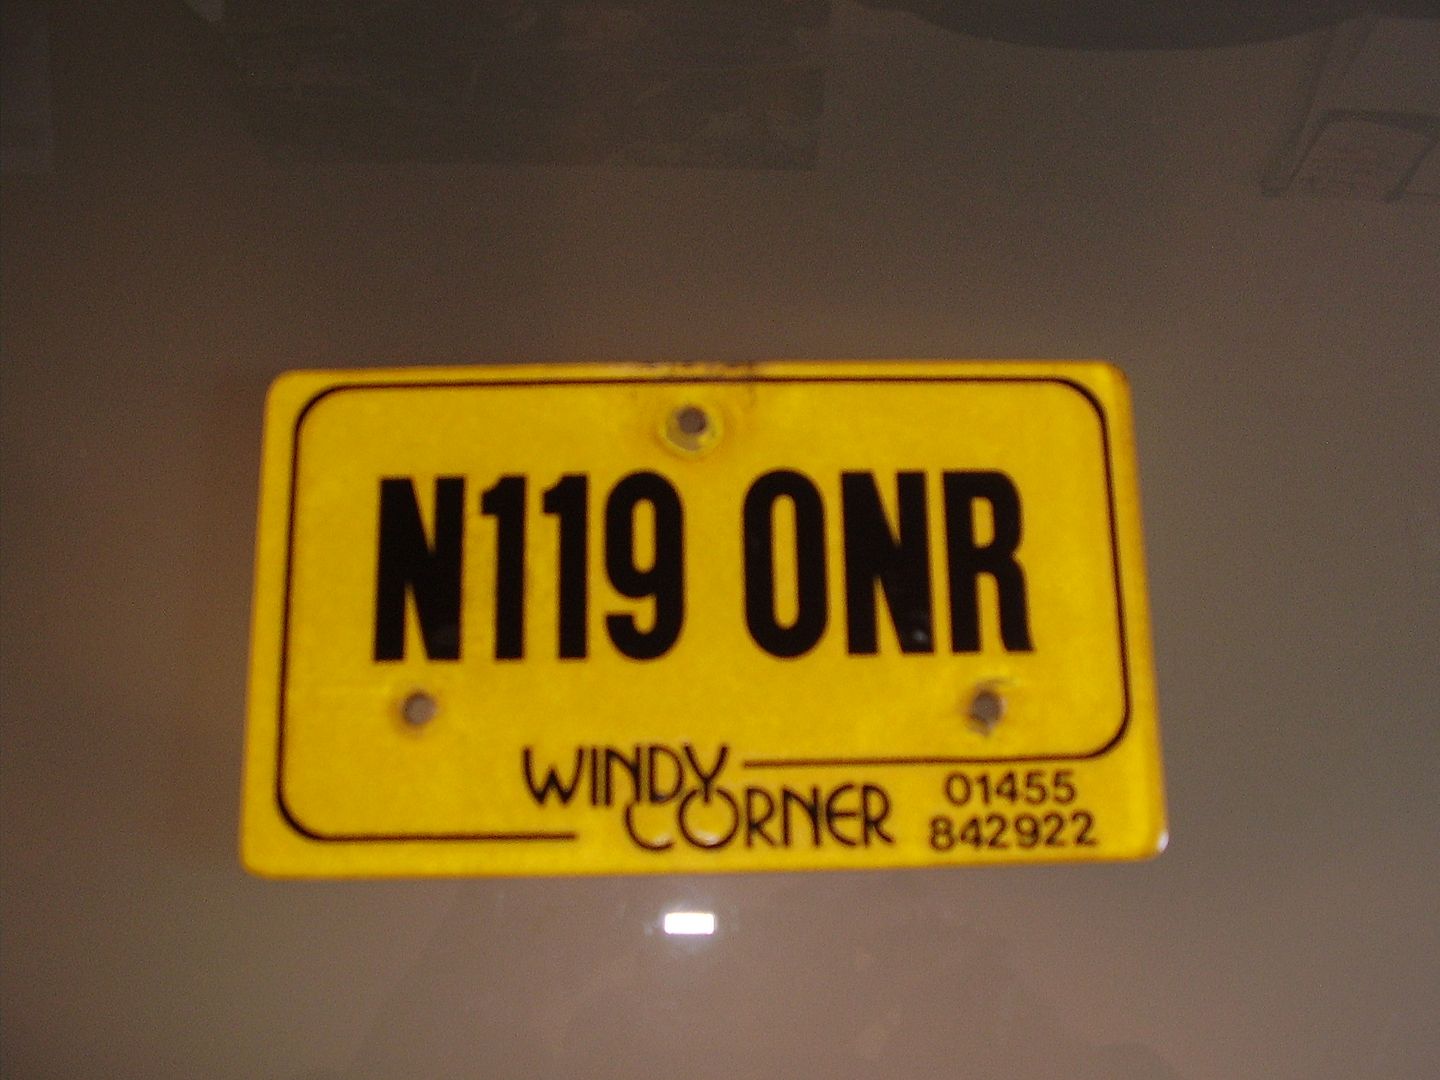 N119 ONR
WINDY
CORNER
01455
842922